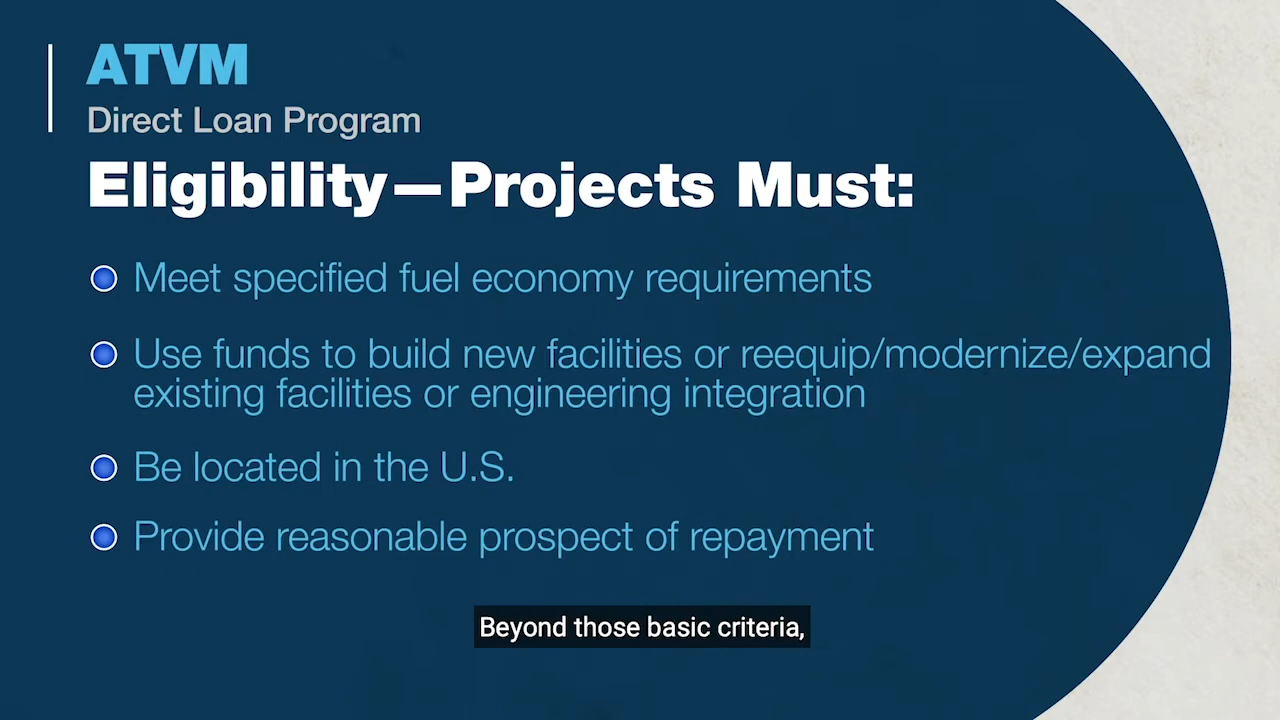 ATVM
Direct Loan Program
Eligibility—Projects Must:
Meet specified fuel economy requirements
Use funds to build new facilities or reequip/modernize/expand
existing facilities or engineering integration
Be located in the U.S.
Provide reasonable prospect of repayment
Beyond those basic criteria,